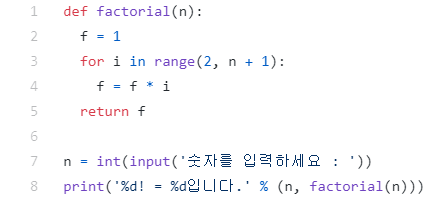 1 def factorial(n):
2 f = 1
3 for i in range(2, n + 1):
4 f = f * i
5 return f
6
7 n = int(input('숫자를 입력하세요 : '))
8 print('%d! = %d입니다.' % (n, factorial(n)))